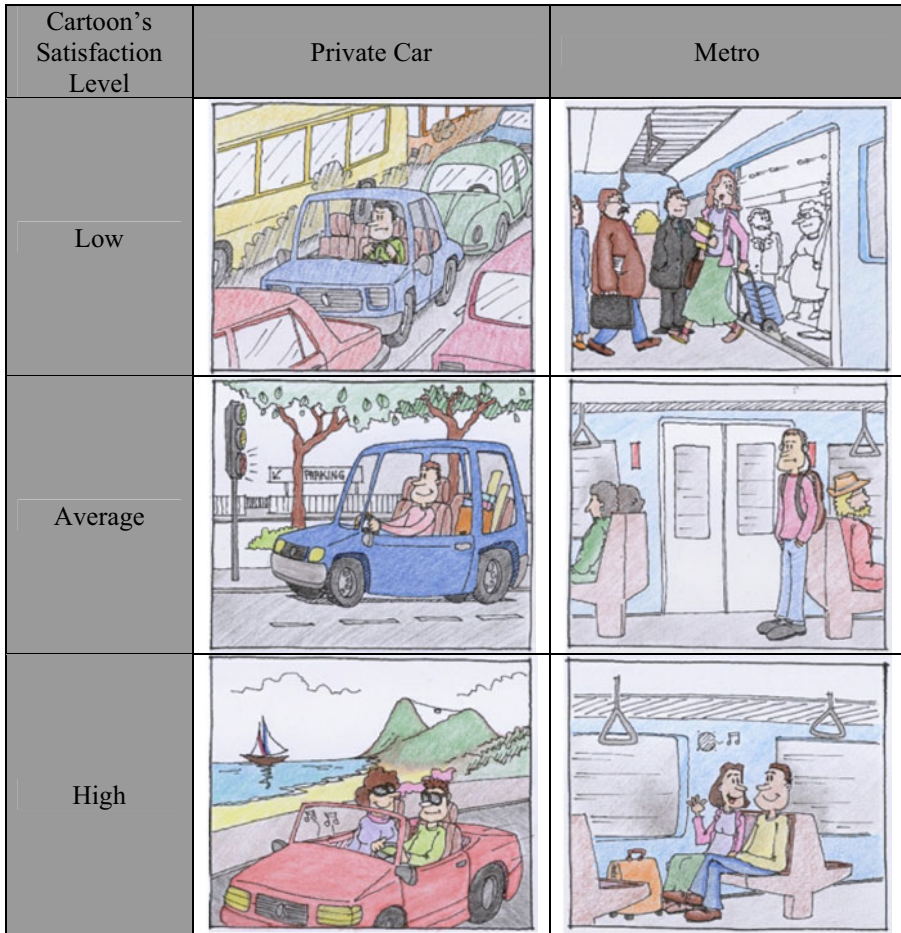 Cartoon's
Satisfaction
Level
Private Car
Metro
Low
Average
PARKING
High